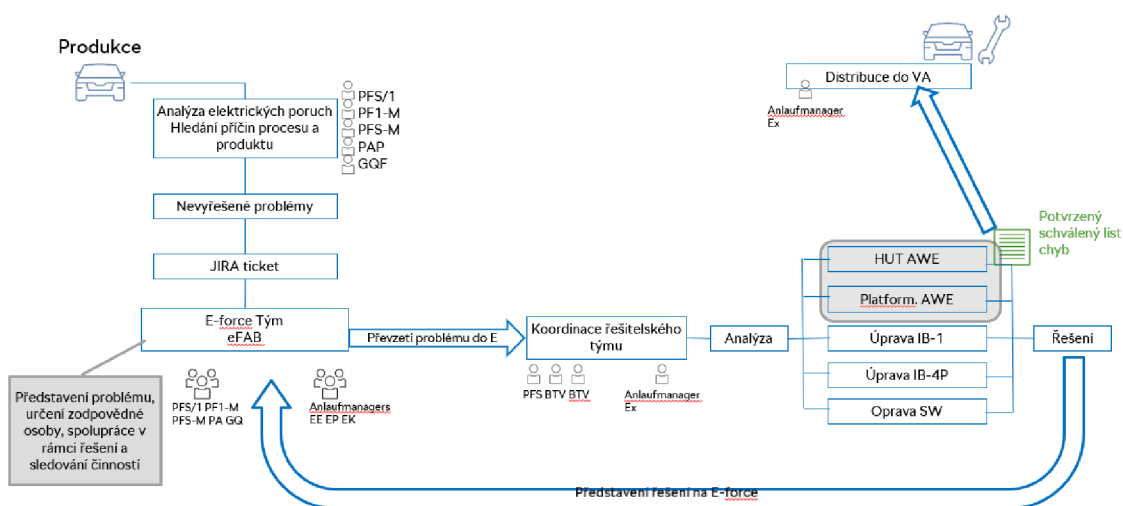 Produkce
Analýza elektrických poruch
Hledání příčin procesu a
produktu
PFS/1
PF1-M
PFS-M
PAP
GQF
Nevyřešené problémy
JIRA ticket
E-force Tým
eFAB
Představení problému,
určení zodpovědné
osoby, spolupráce v
rámci řešení a
sledování činností
PFS/1 PF1-M
PFS-M PA GQ
Anlaufmanagers
EE EP EK
Převzetí problému do E
Koordinace řešitelského
týmu
PFS BTV BTV
Anlaufmanager
Ex
Analýza
HUT AWE
Platform. AWE
Úprava IB-1
Úprava IB-4P
Oprava SW
Řešení
Potvrzený
schválený list
chyb
Distribuce do VA
Anlaufmanager
Ex
Představení řešení na E-force